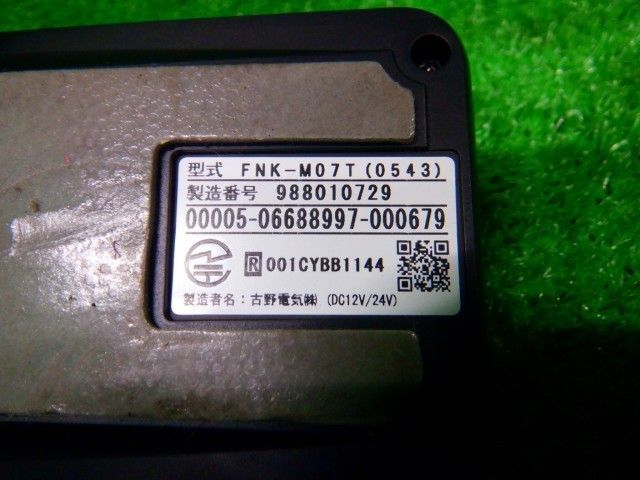 型式 FNK-M07T(0543)
製造番号 988010729
00005-06688997-000679
R 001CYBB1144
製造者名：古野電気㈱ (DC12V/24V)